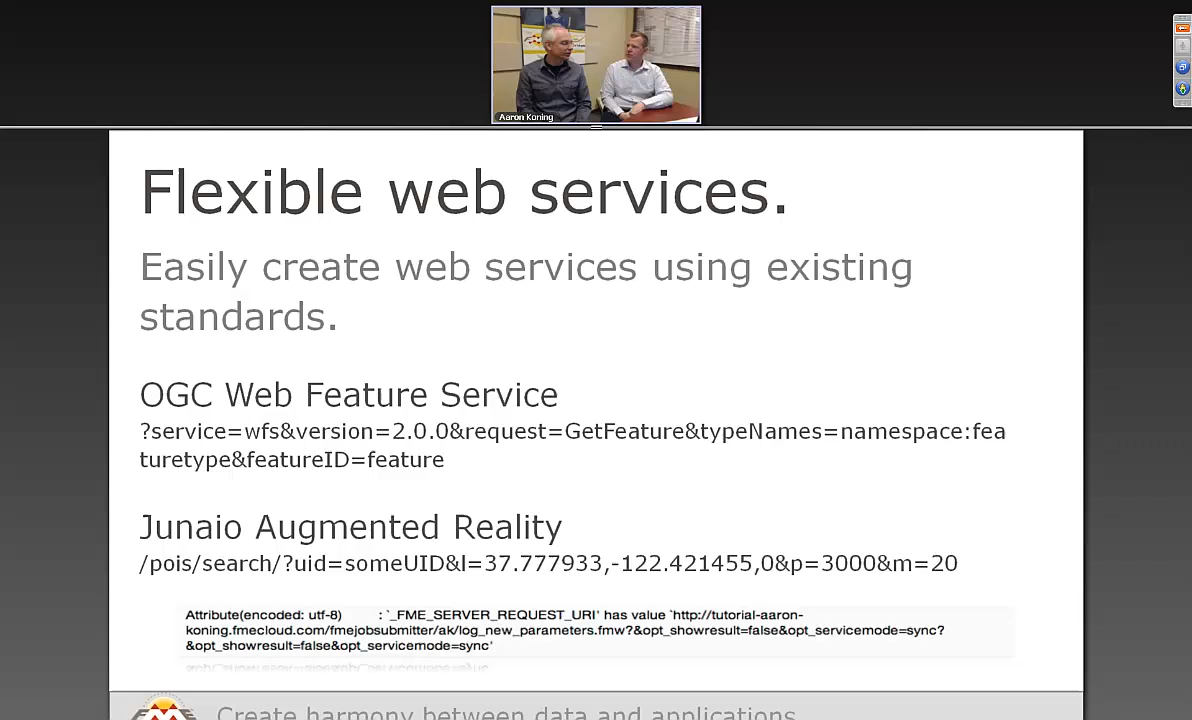 Aaron Koning
Flexible web services.
Easily create web services using existing
standards.
OGC Web Feature Service
?service=wfs&version=2.0.0&request=GetFeature&typeNames=namespace:fea
turetype&featureID=feature
Junaio Augmented Reality
/pois/search/?uid=someUID&l=37.777933,-122.421455,0&p=3000&m=20
Attribute(encoded: utf-8) : `_FME_SERVER_REQUEST_URI' has value `http://tutorial-aaron-
koning.fmecloud.com/fmejobsubmitter/ak/log_new_parameters.fmw?&opt_showresult=false&opt_servicemode=sync?
&opt_showresult=false&opt_servicemode=sync'
FME
Create harmony between data and applications